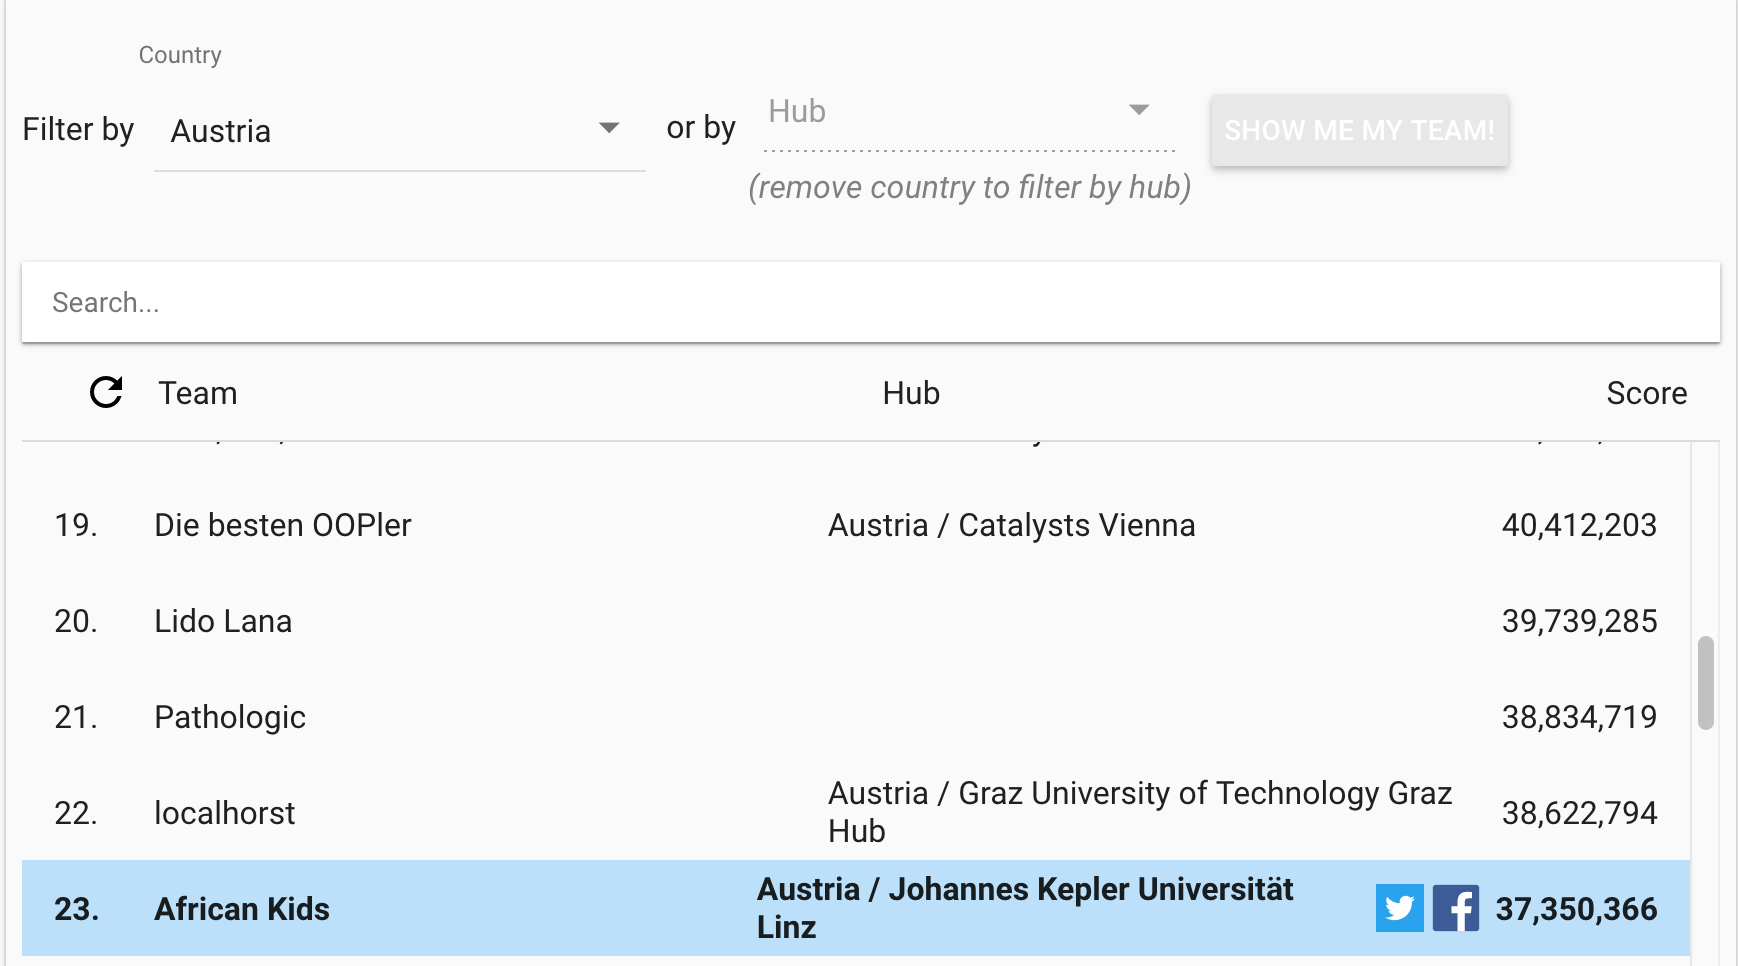 Country
Filter by Austria or by Hub SHOW ME MY TEAM!
(remove country to filter by hub)
Search...
Team Hub Score
19. Die besten OOPler Austria / Catalysts Vienna 40,412,203
20. Lido Lana 39,739,285
21. Pathologic 38,834,719
22. localhorst Austria / Graz University of Technology Graz
Hub 38,622,794
23. African Kids Austria / Johannes Kepler Universität
Linz 37,350,366